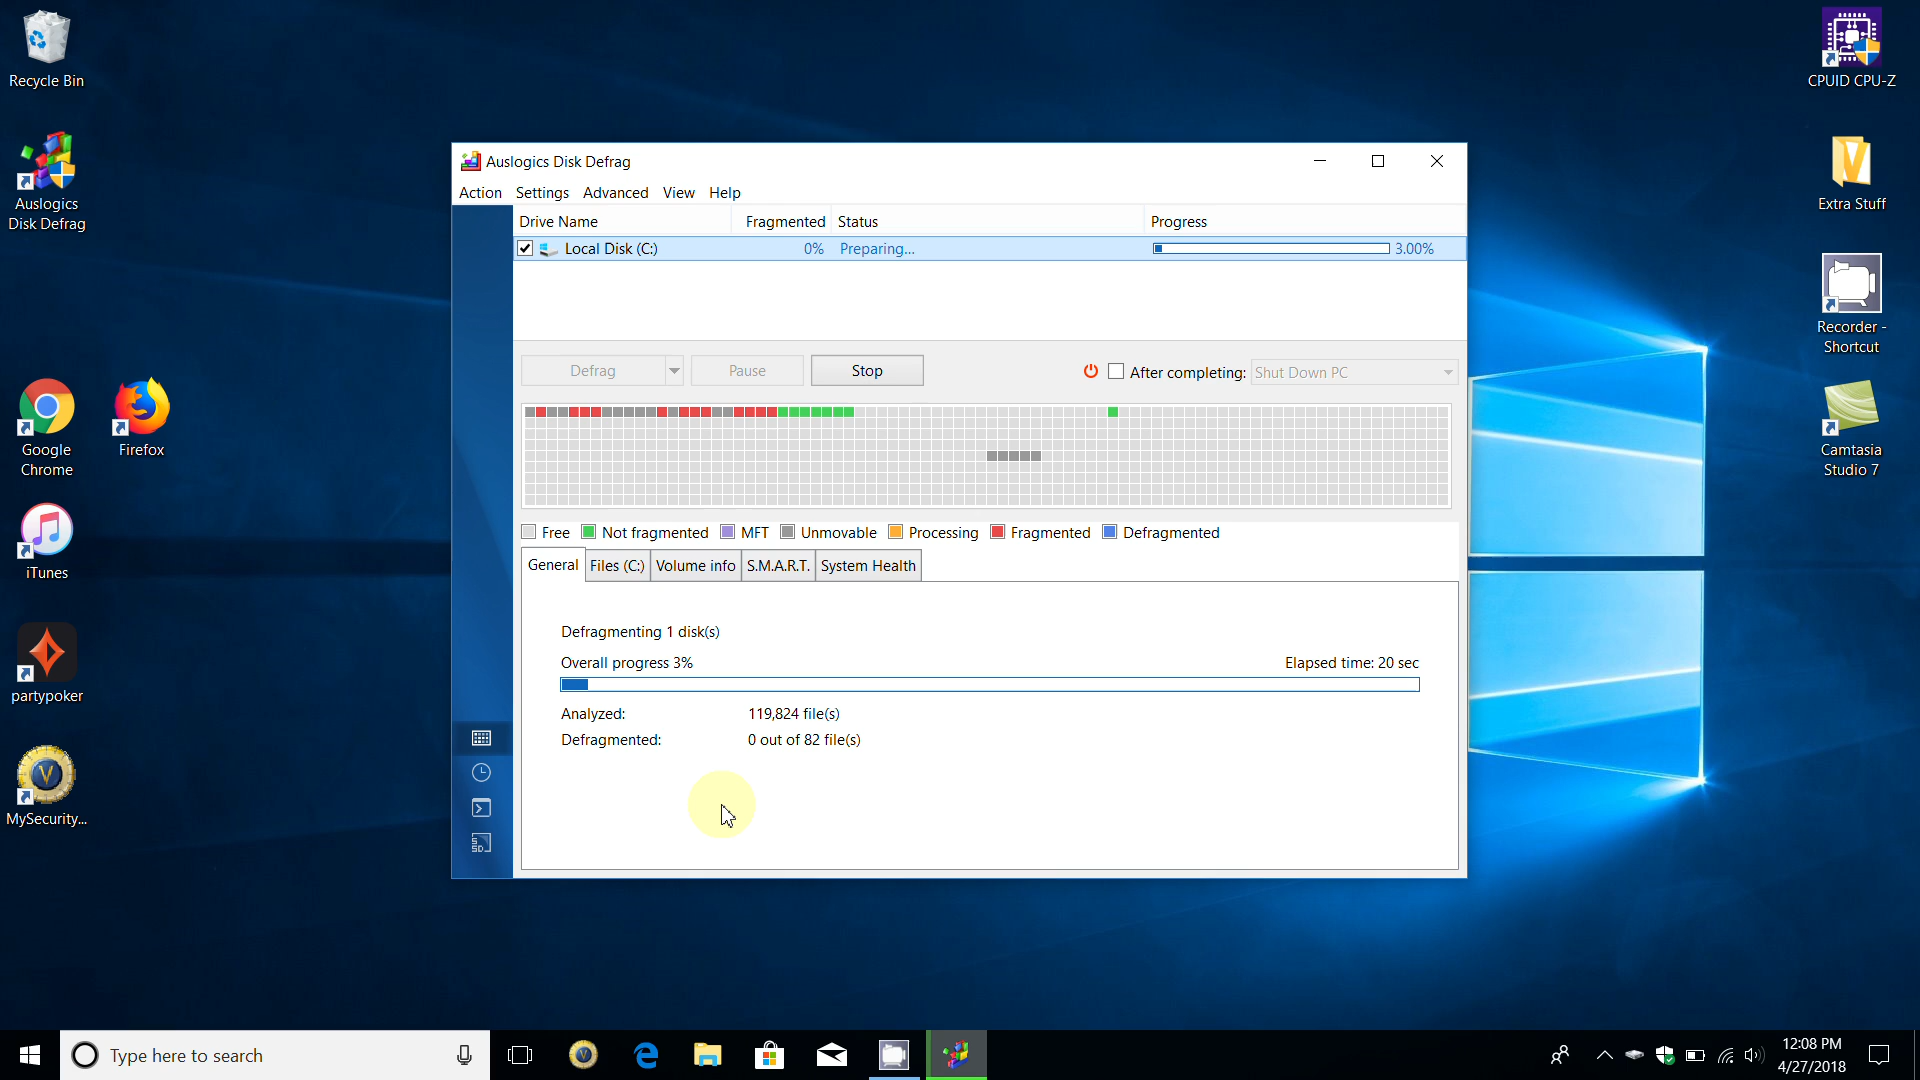 Recycle Bin
Auslogics
Disk Defrag
Google
Chrome
Firefox
iTunes
partypoker
MySecurity...
CPUID CPU-Z
Extra Stuff
Recorder -
Shortcut
Camtasia
Studio 7
Auslogics Disk Defrag
Action Settings Advanced View Help
Drive Name Fragmented Status Progress
Local Disk (C:) 0% Preparing... 3.00%
Defrag Pause Stop After completing: Shut Down PC
Free Not fragmented MFT Unmovable Processing Fragmented Defragmented
General Files (C:) Volume info S.M.A.R.T. System Health
Defragmenting 1 disk(s)
Overall progress 3% Elapsed time: 20 sec
Analyzed: 119,824 file(s)
Defragmented: 0 out of 82 file(s)
Type here to search
12:08 PM
4/27/2018